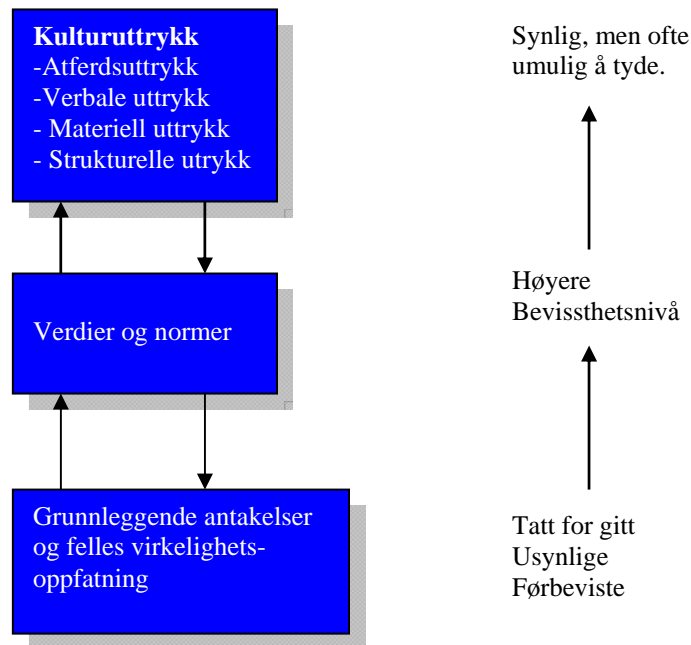 Kulturuttrykk
-Atferdsuttrykk
-Verbale uttrykk
- Materiell uttrykk
- Strukturelle utrykk
Synlig, men ofte
umulig å tyde.
Verdier og normer
Høyere
Bevissthetsnivå
Grunnleggende antakelser
og felles virkelighets-
oppfatning
Tatt for gitt
Usynlige
Førbeviste